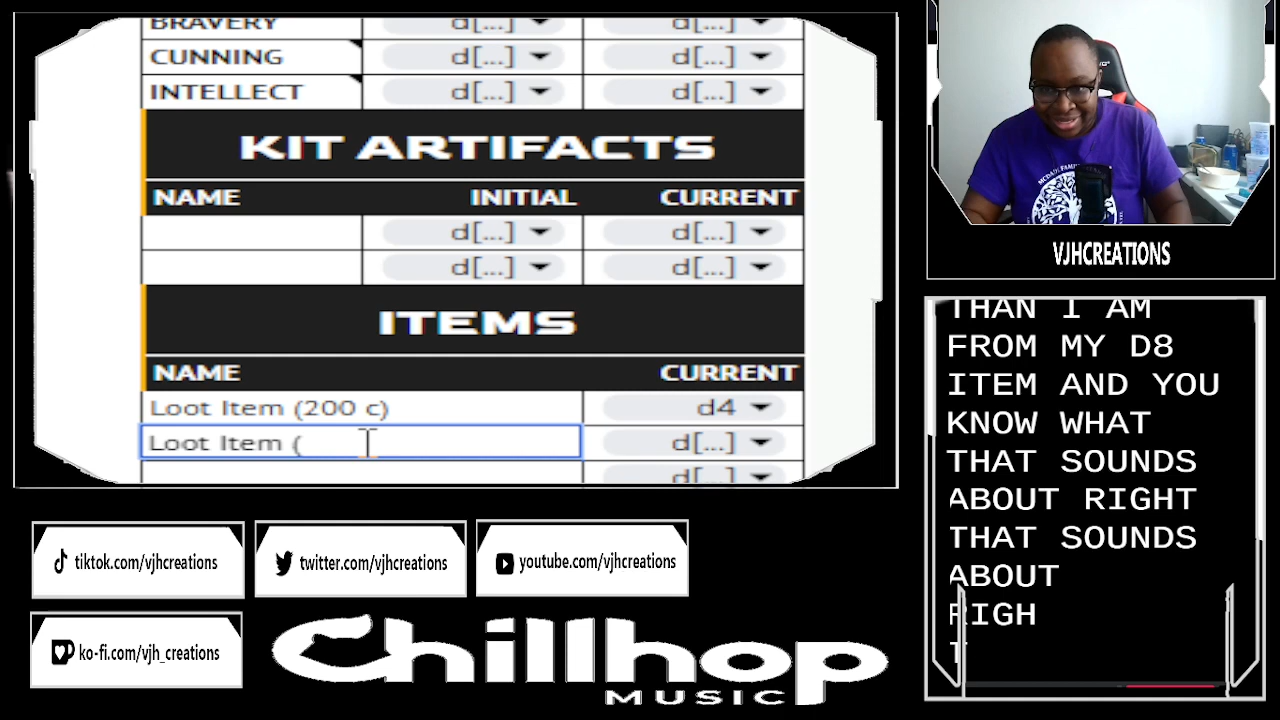 BRAVERY d[...] d[...]
CUNNING d[...] d[...]
INTELLECT d[...] d[...]
KIT ARTIFACTS
NAME INITIAL CURRENT
d[...] d[...]
d[...] d[...]
ITEMS
NAME CURRENT
Loot Item (200 c) d4
Loot Item ( d[...]
d[...]
VJHCREATIONS
THAN I AM
FROM MY D8
ITEM AND YOU
KNOW WHAT
THAT SOUNDS
ABOUT RIGHT
THAT SOUNDS
ABOUT
RIGH
T
tiktok.com/vjhcreations
twitter.com/vjhcreations
youtube.com/vjhcreations
ko-fi.com/vjh_creations
Chillhop
MUSIC